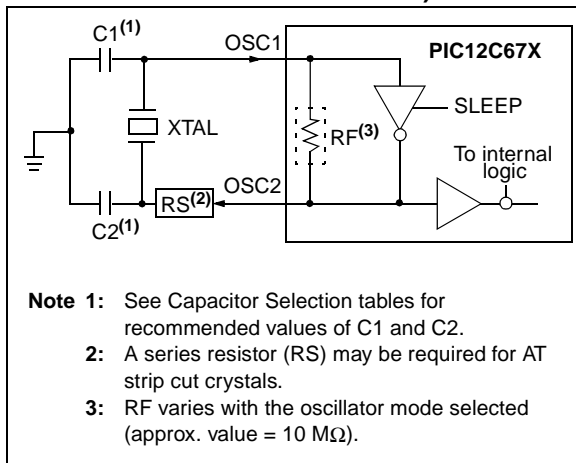 C1(1)
OSC1
PIC12C67X
SLEEP
XTAL
RF(3)
To internal
logic
OSC2
RS(2)
C2(1)
Note 1: See Capacitor Selection tables for
recommended values of C1 and C2.
2: A series resistor (RS) may be required for AT
strip cut crystals.
3: RF varies with the oscillator mode selected
(approx. value = 10 MΩ).